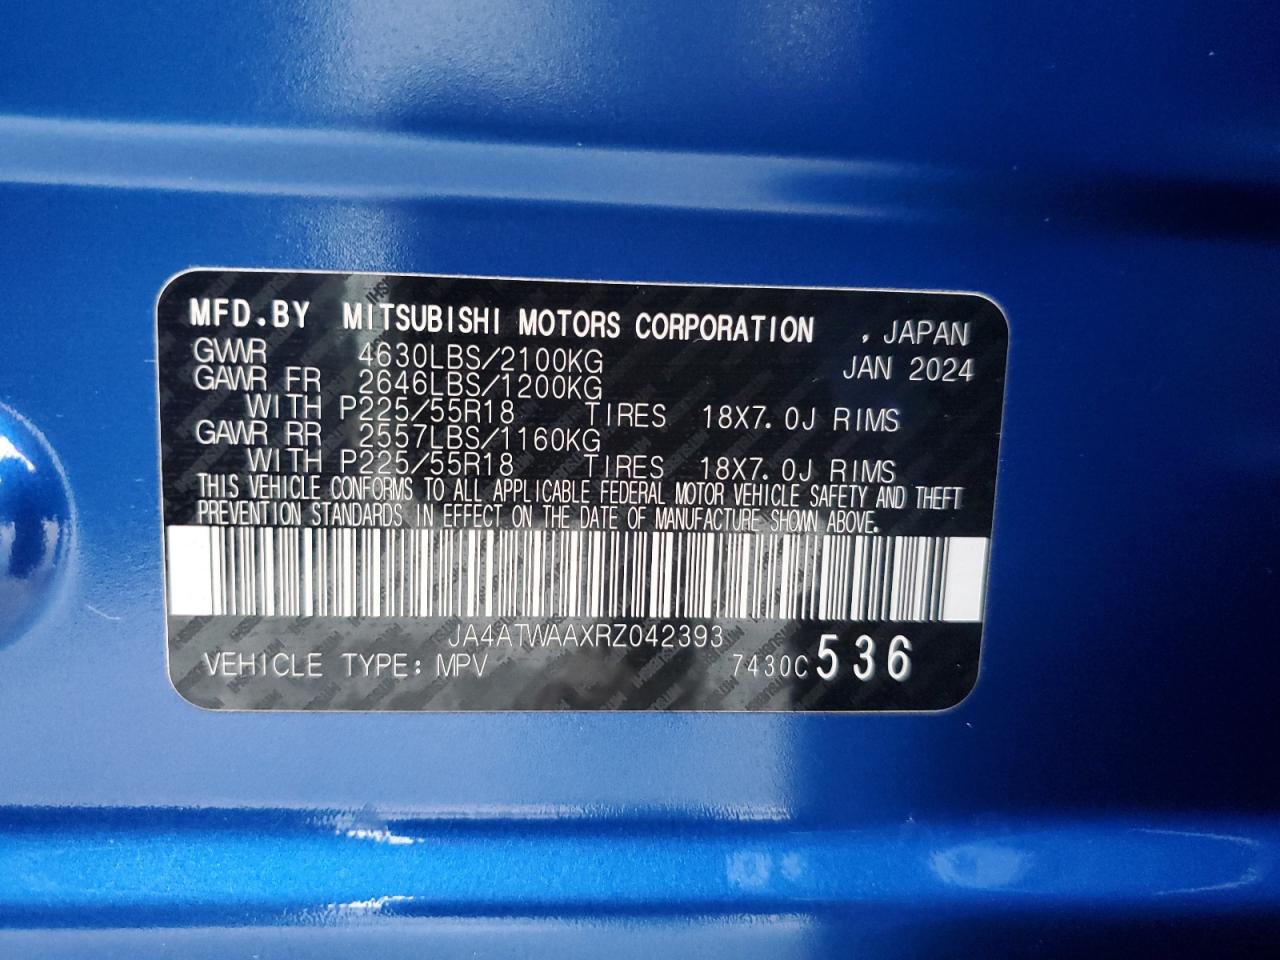 MFD.BY MITSUBISHI MOTORS CORPORATION , JAPAN
GVWR 4630LBS/2100KG JAN 2024
GAWR FR 2646LBS/1200KG
WITH P225/55R18 TIRES 18X7.0J RIMS
GAWR RR 2557LBS/1160KG
WITH P225/55R18 TIRES 18X7.0J RIMS
THIS VEHICLE CONFORMS TO ALL APPLICABLE FEDERAL MOTOR VEHICLE SAFETY AND THEFT
PREVENTION STANDARDS IN EFFECT ON THE DATE OF MANUFACTURE SHOWN ABOVE.
JA4ATWAAXRZ042393
VEHICLE TYPE: MPV 7430C 536